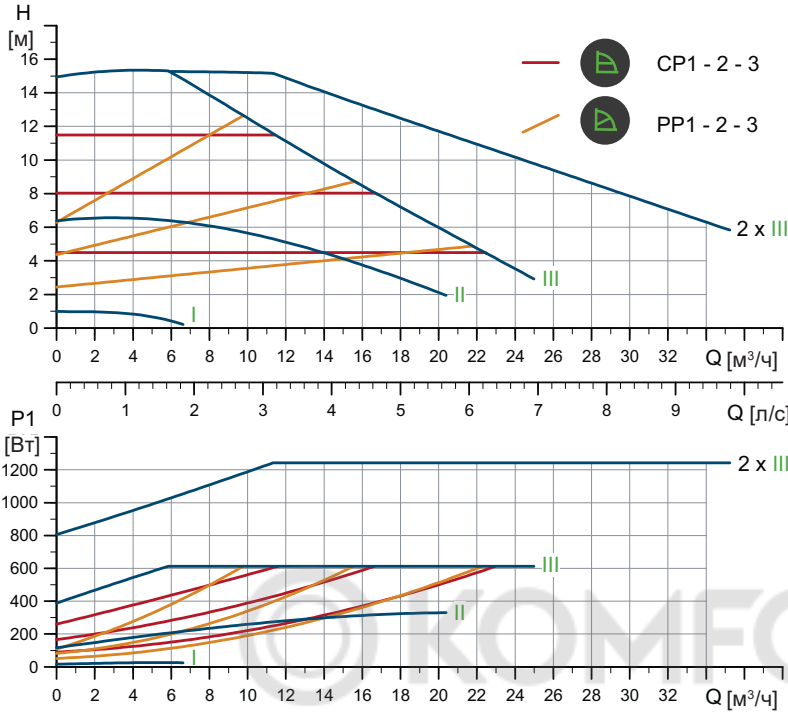 H
[м]
16
14
12
10
8
6
4
2
0
CP1 - 2 - 3
PP1 - 2 - 3
2 x III
III
II
I
0 2 4 6 8 10 12 14 16 18 20 22 24 26 28 30 32 Q [м³/ч]
0 1 2 3 4 5 6 7 8 9 Q [л/с]
P1
[Вт]
1200
1000
800
600
400
200
0
2 x III
III
II
I
KOMFO
0 2 4 6 8 10 12 14 16 18 20 22 24 26 28 30 32 Q [м³/ч]